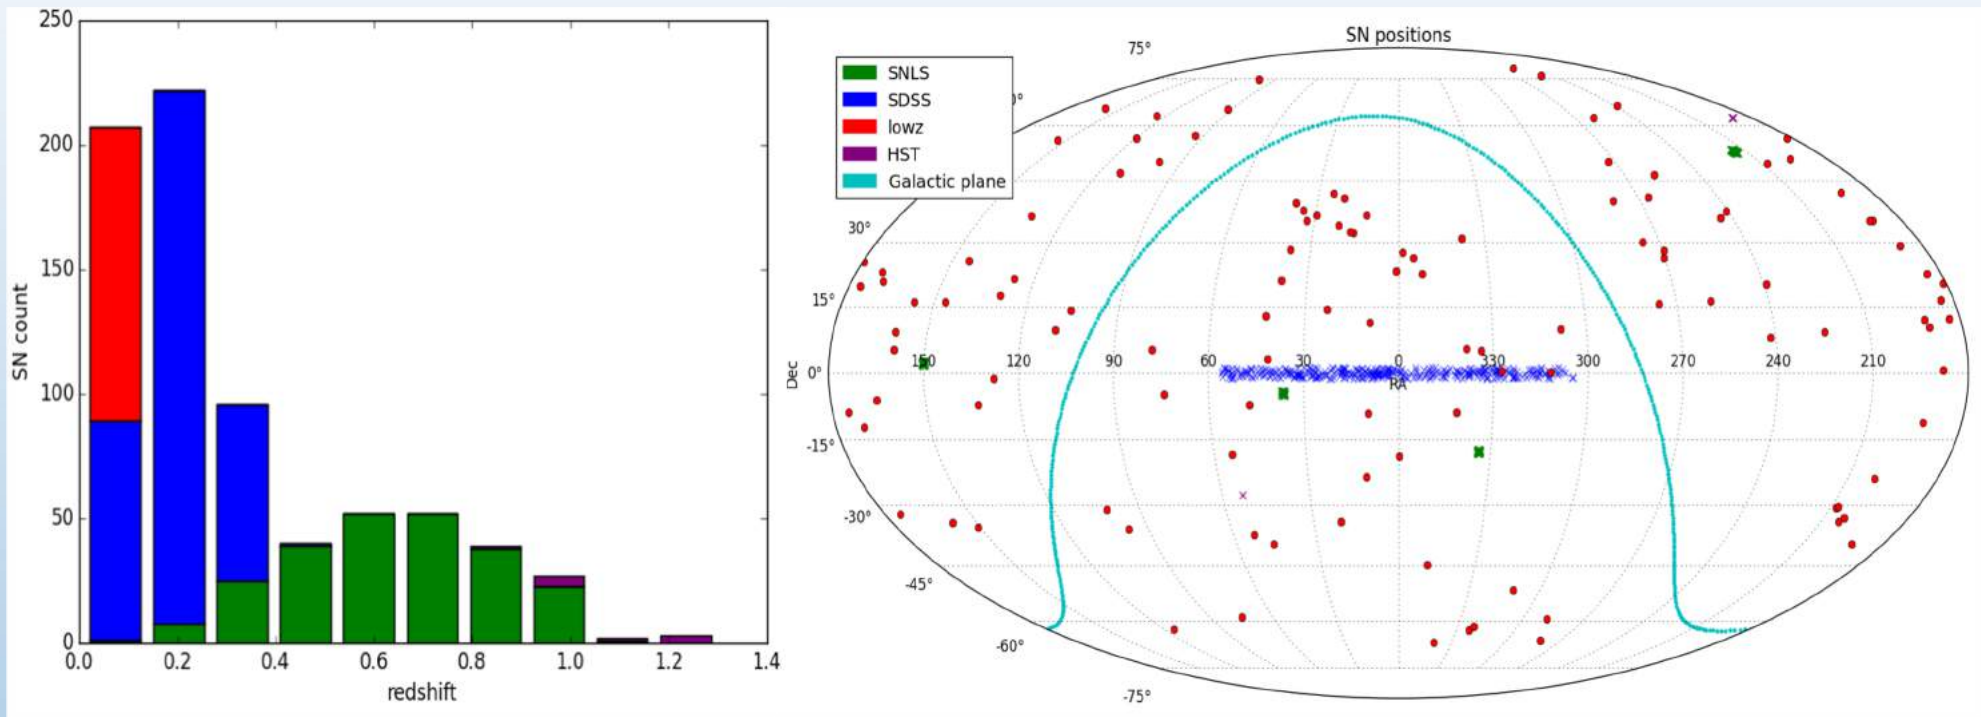 250
200
150
100
50
0
SN count
0.0 0.2 0.4 0.6 0.8 1.0 1.2 1.4
redshift
SN positions
SNLS
SDSS
lowz
HST
Galactic plane
75°
0°
30°
15°
Dec 0°
150 120 90 60 30 0 330 300 270 240 210
RA
-15°
-30°
-45°
-60°
-75°